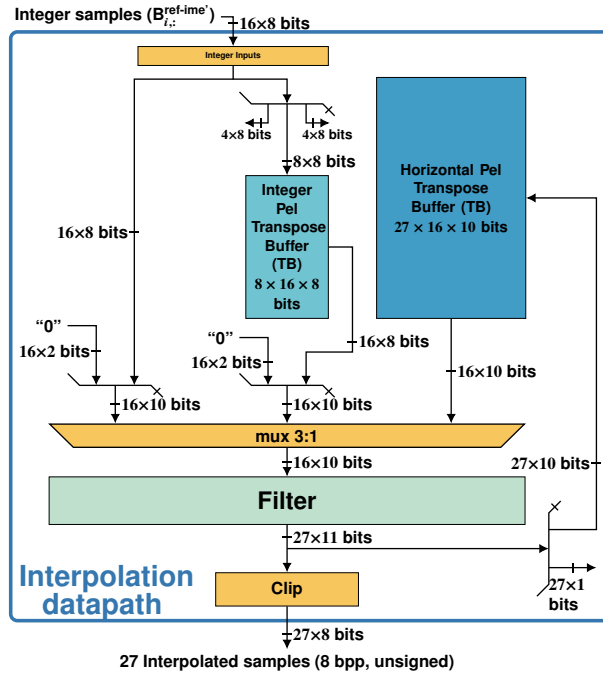 Integer samples (B_{i,:}^{ref-ime'})
16×8 bits
Integer Inputs
4×8 bits
4×8 bits
8×8 bits
Integer
Pel
Transpose
Buffer
(TB)
8 × 16 × 8
bits
Horizontal Pel
Transpose
Buffer (TB)
27 × 16 × 10
bits
16×8 bits
“0”
16×2 bits
“0”
16×2 bits
16×8 bits
16×10 bits
16×10 bits
16×10 bits
mux 3:1
16×10 bits
27×10 bits
Filter
27×11 bits
Interpolation
datapath
Clip
27×1
bits
27×8 bits
27 Interpolated samples (8 bpp, unsigned)